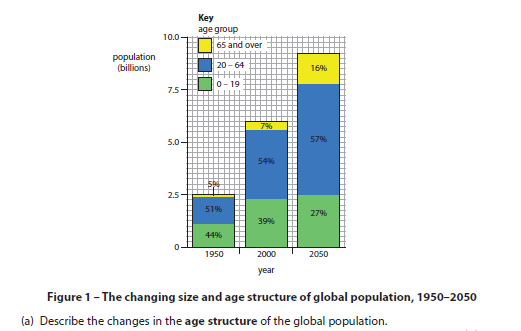 Key
age group
65 and over
20 – 64
0 – 19
population
(billions)
10.0
7.5
5.0
2.5
0
5%
51%
44%
7%
54%
39%
16%
57%
27%
1950
2000
2050
year
Figure 1 – The changing size and age structure of global population, 1950–2050
(a) Describe the changes in the age structure of the global population.